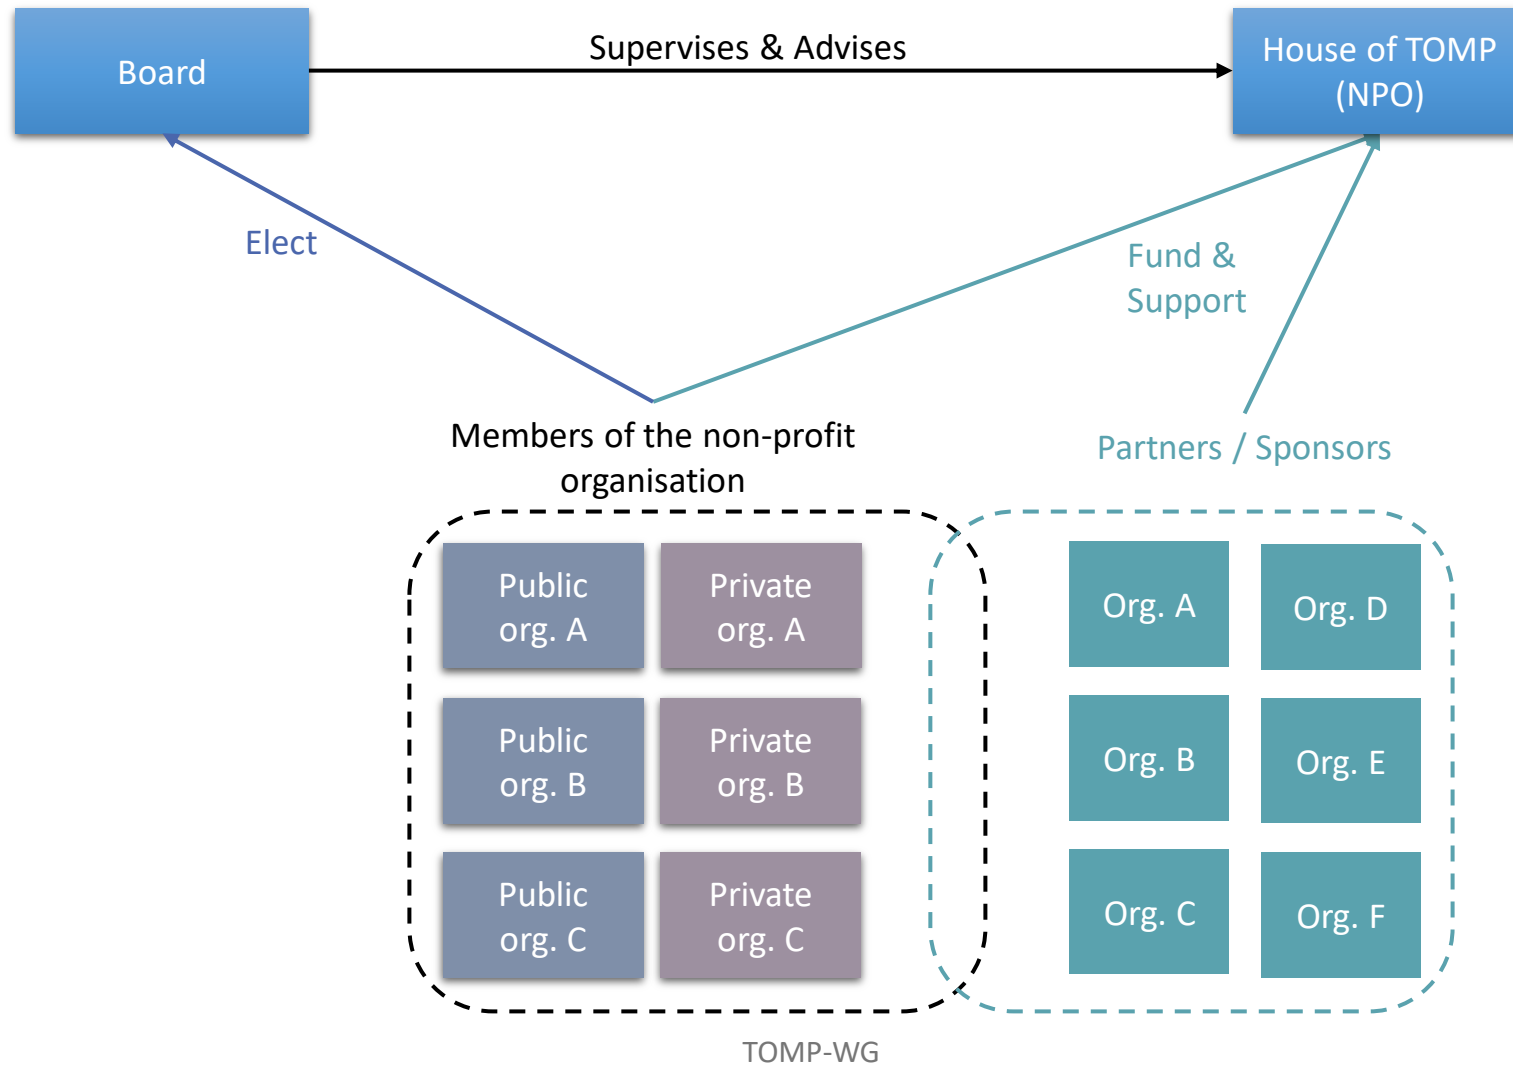 Board
Supervises & Advises
House of TOMP
(NPO)
Elect
Fund &
Support
Members of the non-profit
organisation
Partners / Sponsors
Public
org. A
Private
org. A
Org. A
Org. D
Public
org. B
Private
org. B
Org. B
Org. E
Public
org. C
Private
org. C
Org. C
Org. F
TOMP-WG